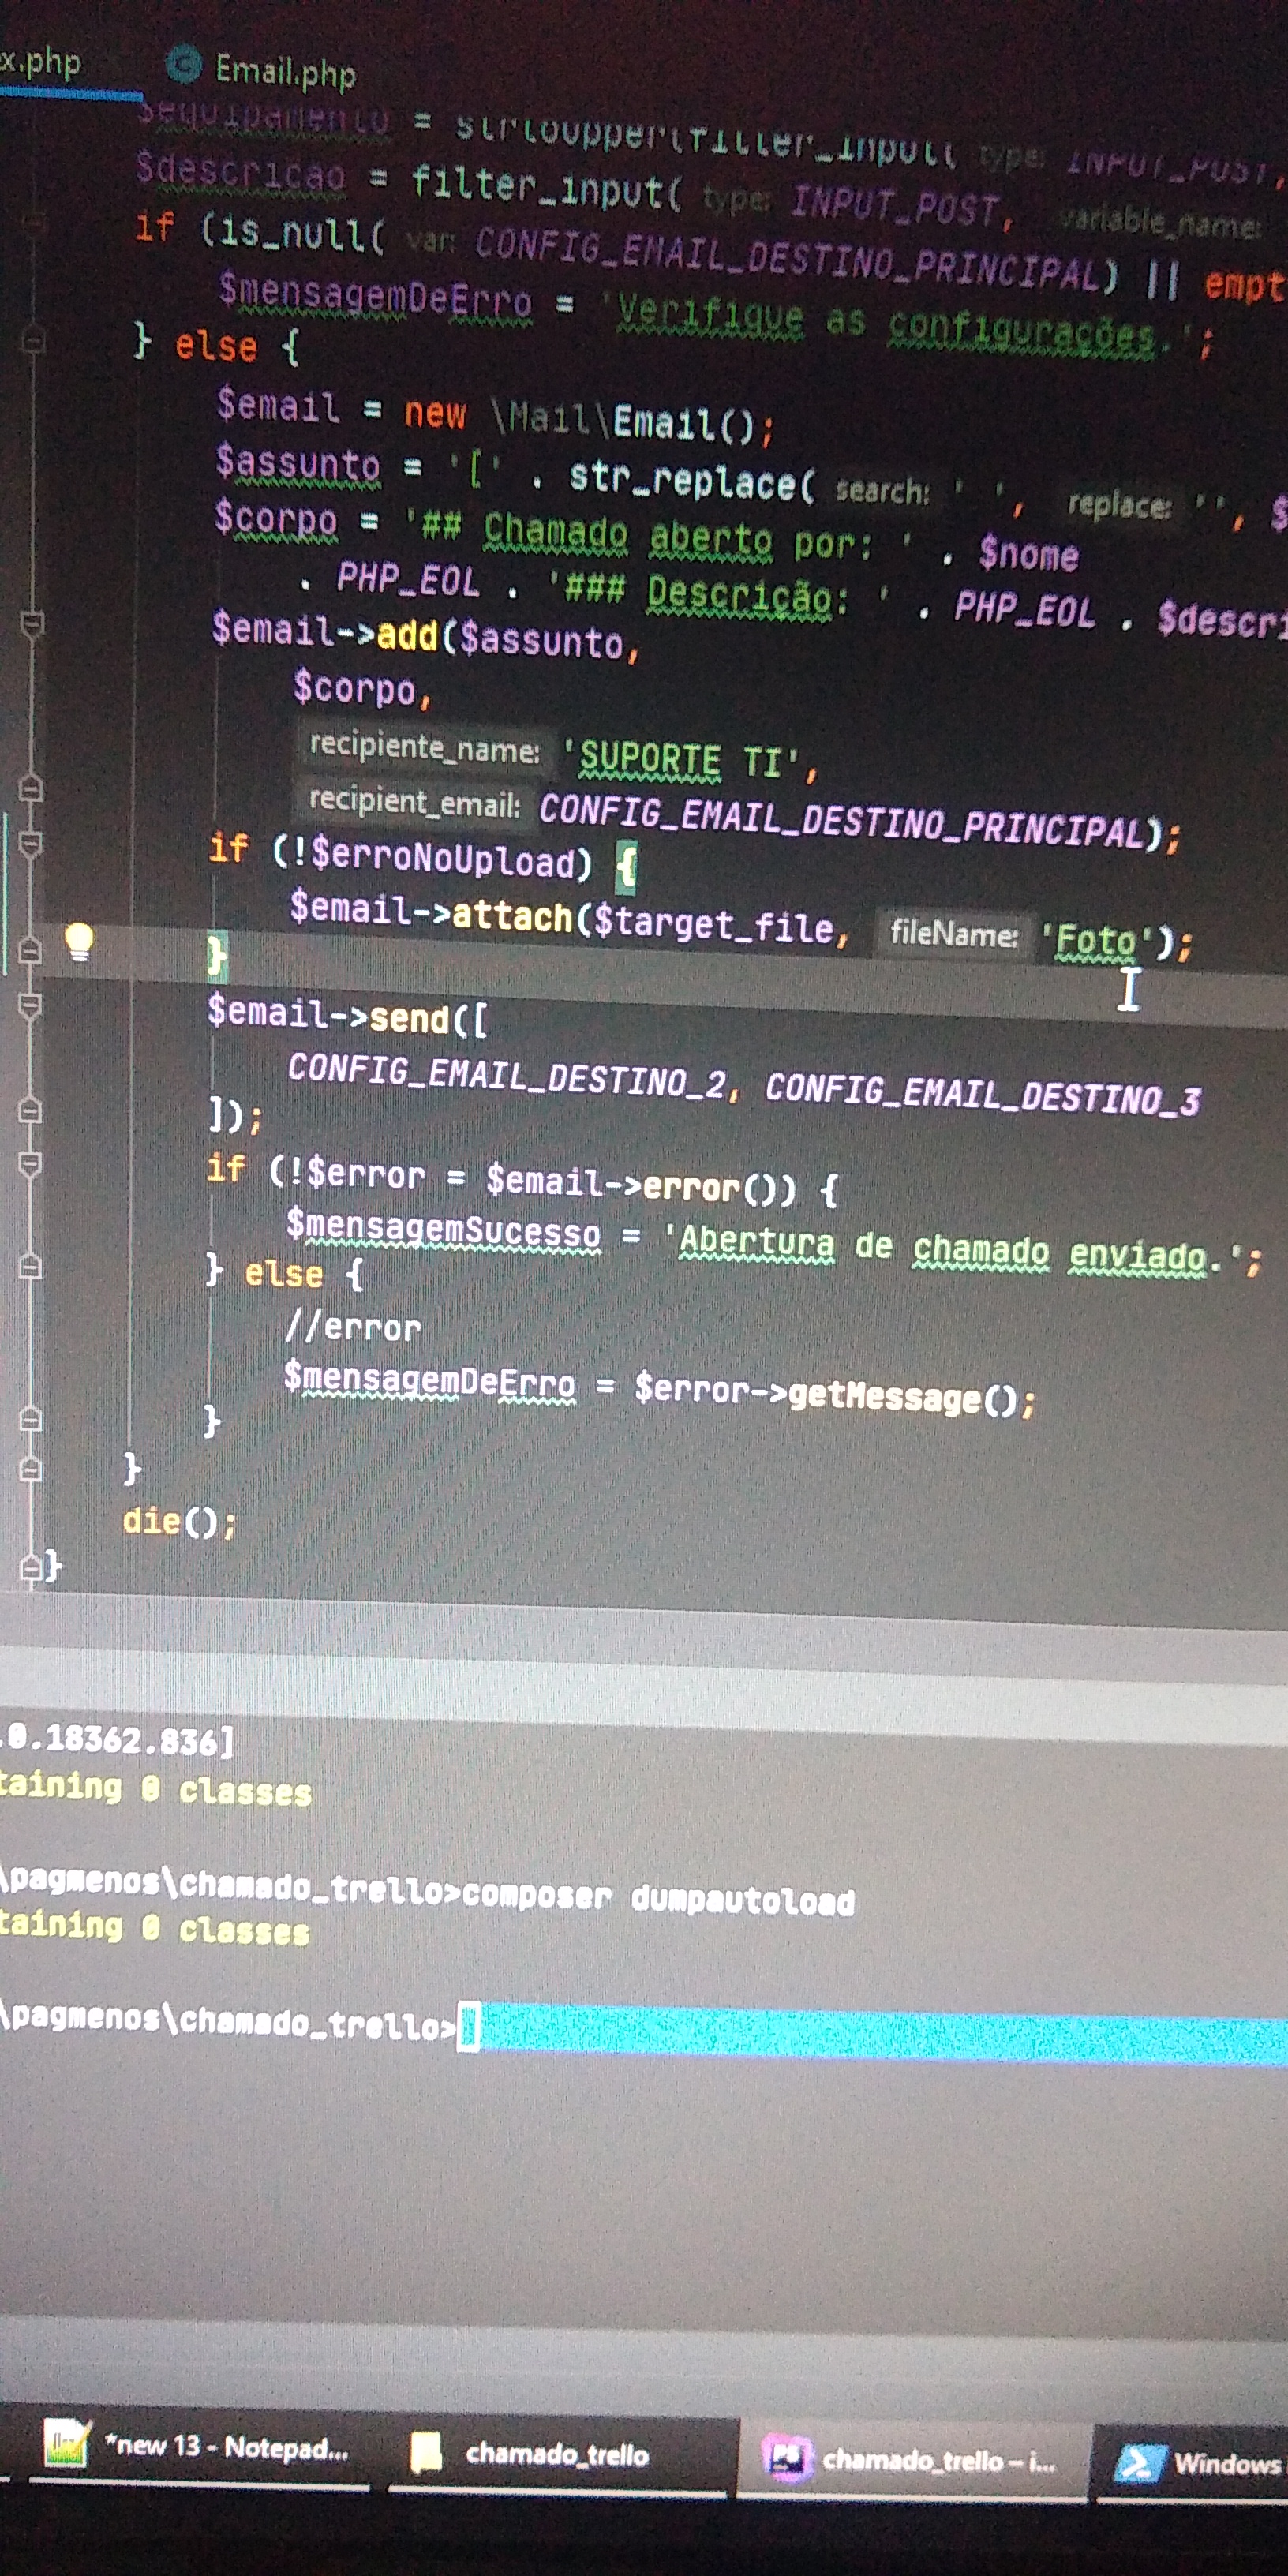 x.php Email.php
$equipamento = strtoupper(filter_input( type: INPUT_POST,
$descricao = filter_input( type: INPUT_POST, variable_name:
if (is_null( var: CONFIG_EMAIL_DESTINO_PRINCIPAL) || empt
$mensagemDeErro = 'Verifique as configurações.';
} else {
$email = new \Mail\Email();
$assunto = '[' . str_replace( search: ' ', replace: '', $
$corpo = '## Chamado aberto por: ' . $nome
. PHP_EOL . '### Descrição: ' . PHP_EOL . $descri
$email->add($assunto,
$corpo,
recipiente_name: 'SUPORTE TI',
recipient_email: CONFIG_EMAIL_DESTINO_PRINCIPAL);
if (!$erroNoUpload) {
$email->attach($target_file, fileName: 'Foto');
}
$email->send([
CONFIG_EMAIL_DESTINO_2, CONFIG_EMAIL_DESTINO_3
]);
if (!$error = $email->error()) {
$mensagemSucesso = 'Abertura de chamado enviado.';
} else {
//error
$mensagemDeErro = $error->getMessage();
}
}
die();
}
.0.18362.836]
taining 0 classes
\pagmenos\chamado_trello>composer dumpautoload
taining 0 classes
\pagmenos\chamado_trello>
*new 13 - Notepad... chamado_trello PS chamado_trello – i... Windows